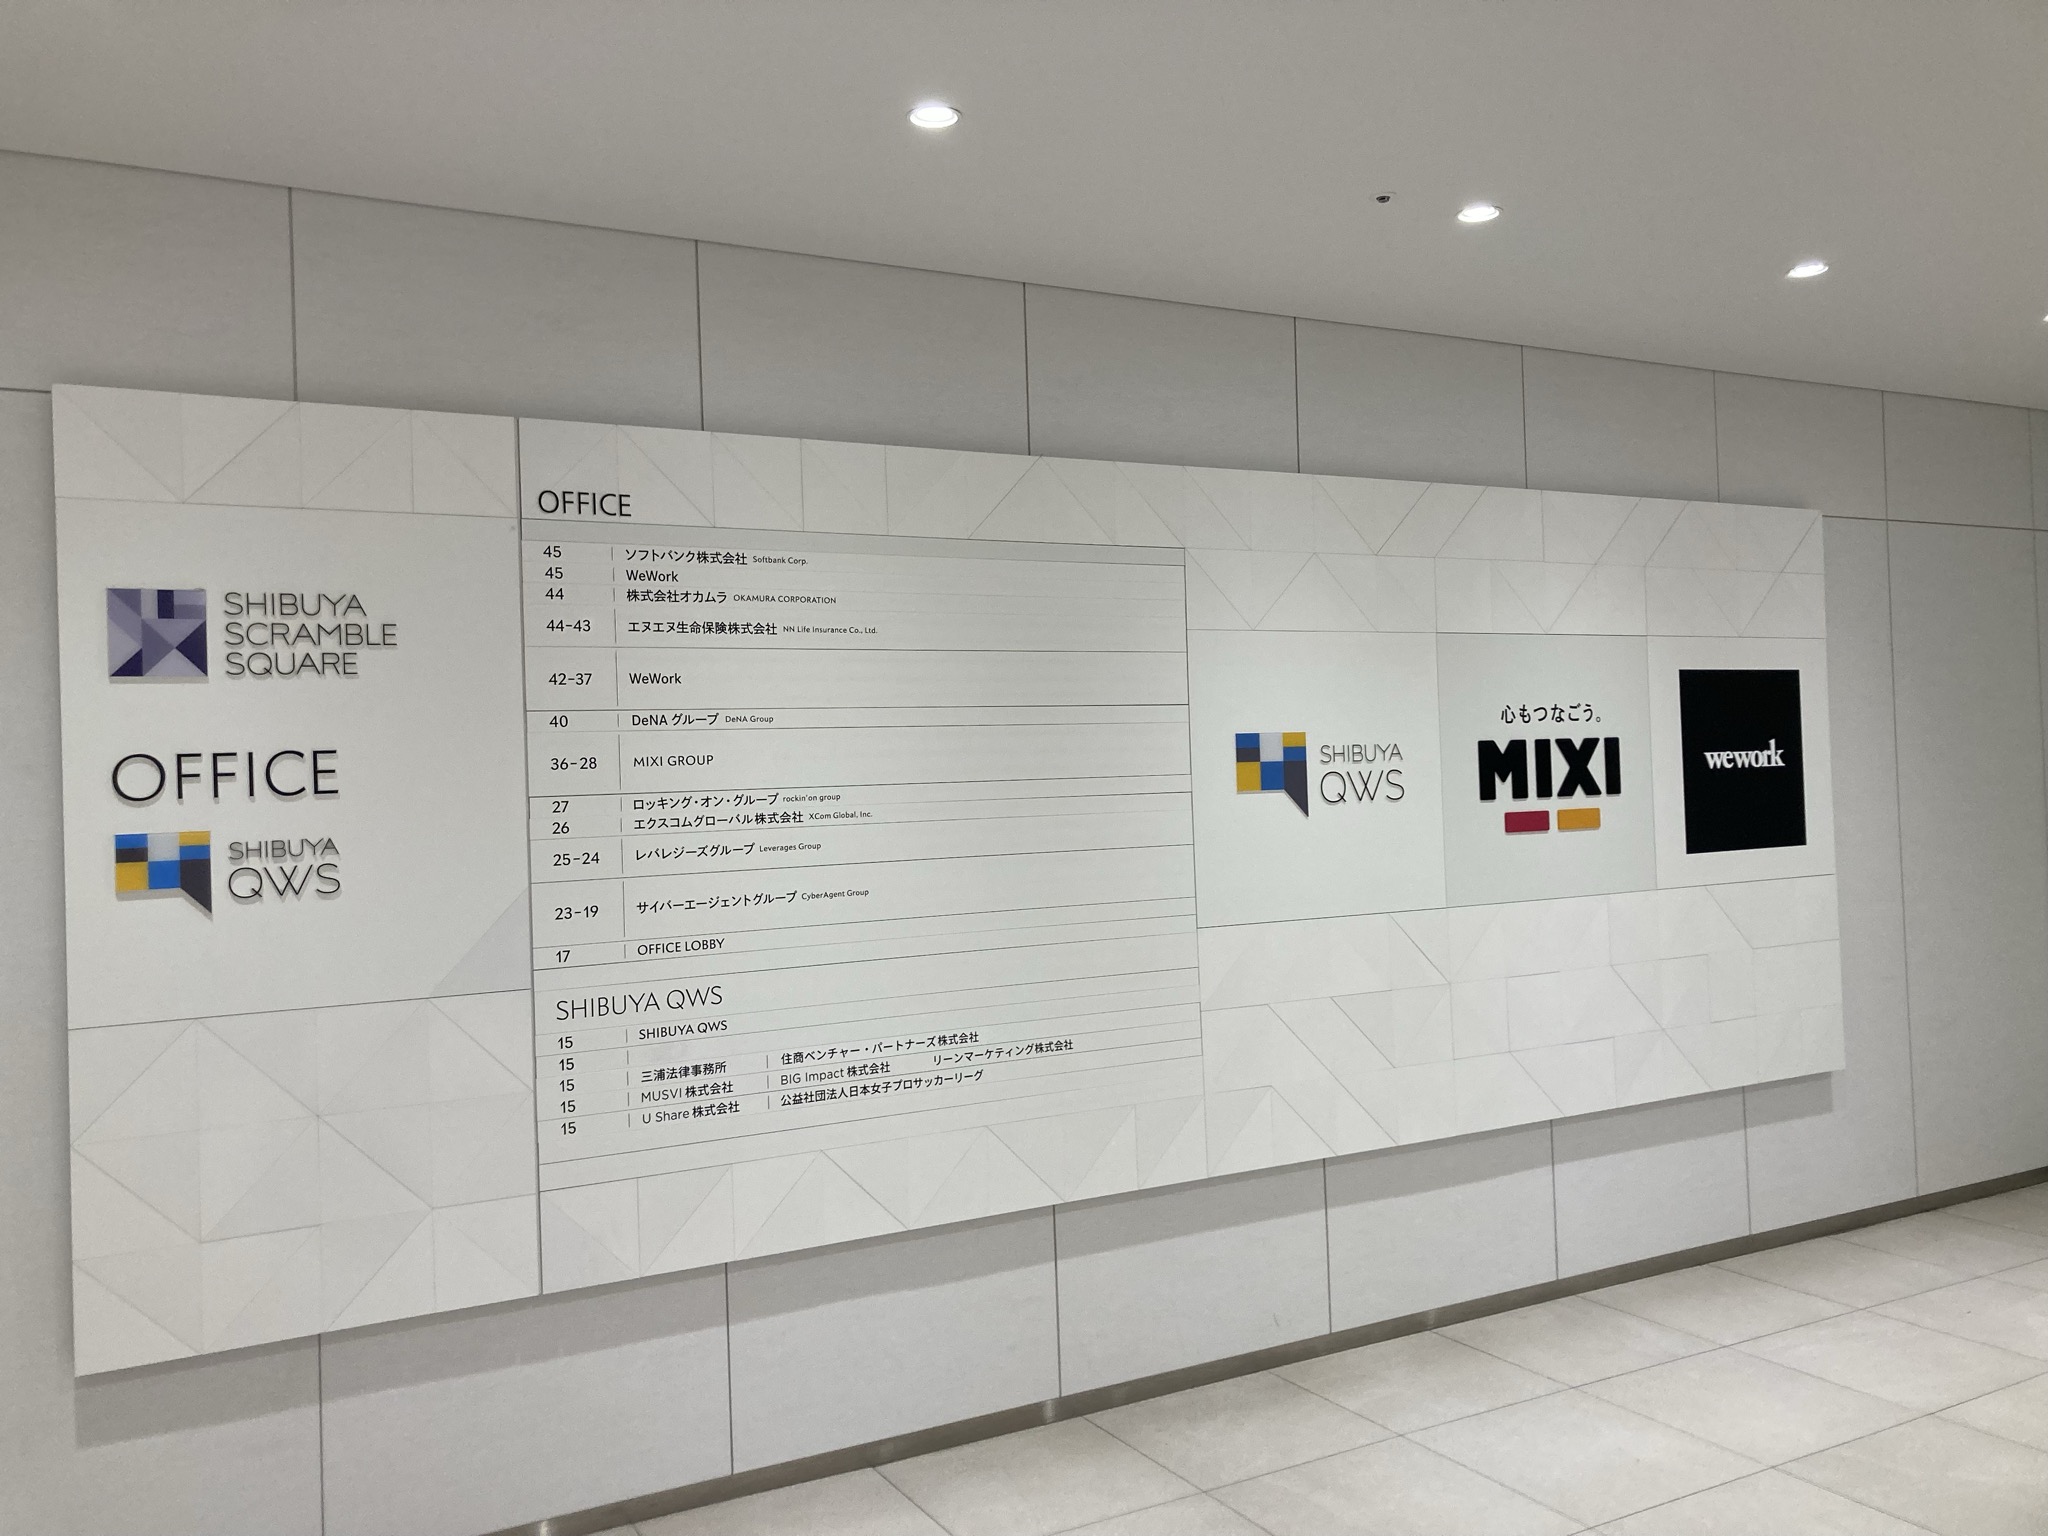 SHIBUYA
SCRAMBLE
SQUARE
OFFICE
SHIBUYA
QWS
OFFICE
45 ソフトバンク株式会社 Softbank Corp.
45 WeWork
44 株式会社オカムラ OKAMURA CORPORATION
44-43 エヌエヌ生命保険株式会社 NN Life Insurance Co., Ltd.
42-37 WeWork
40 DeNA グループ DeNA Group
36-28 MIXI GROUP
27 ロッキング・オン・グループ rockin'on group
26 エクスコムグローバル株式会社 XCom Global, Inc.
25-24 レバレジーズグループ Leverages Group
23-19 サイバーエージェントグループ CyberAgent Group
17 OFFICE LOBBY
SHIBUYA QWS
15 SHIBUYA QWS
15
15 三浦法律事務所 住商ベンチャー・パートナーズ株式会社
15 MUSVI 株式会社 BIG Impact 株式会社 リーンマーケティング株式会社
15 U Share 株式会社 公益社団法人日本女子プロサッカーリーグ
SHIBUYA
QWS
心もつなごう。
MIXI
wework